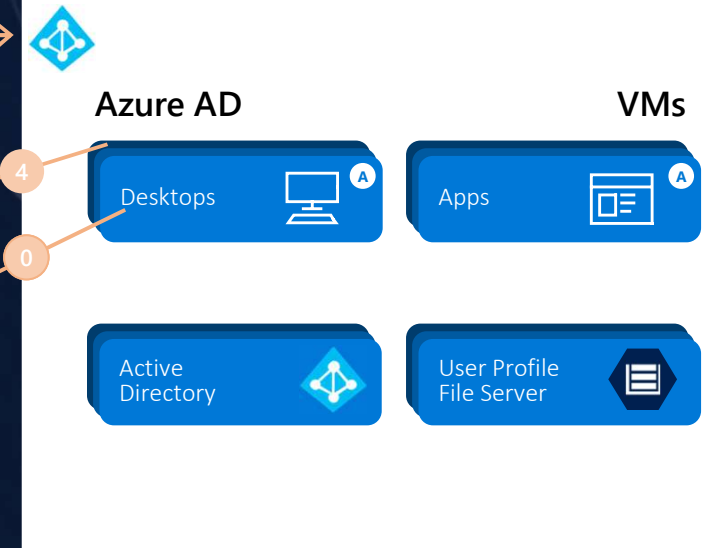 Azure AD
VMs
4
Desktops
A
Apps
A
0
Active
Directory
User Profile
File Server